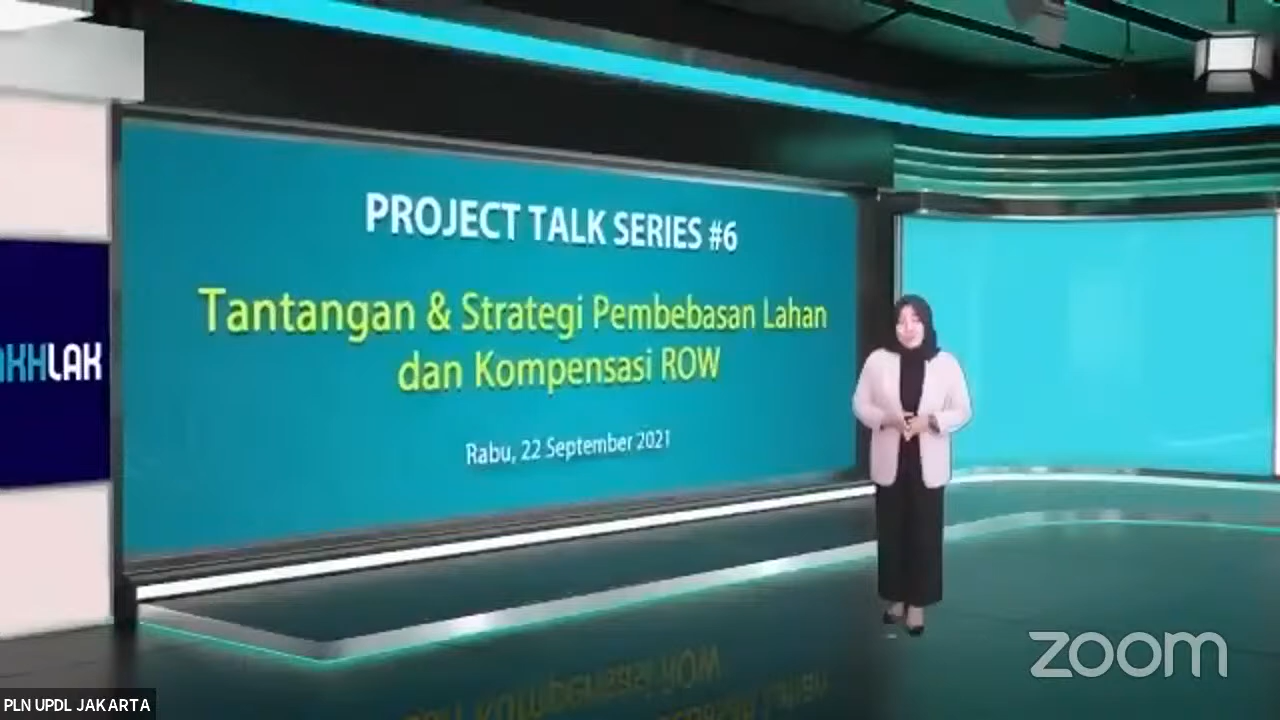 PROJECT TALK SERIES #6
Tantangan & Strategi Pembebasan Lahan
dan Kompensasi ROW
Rabu, 22 September 2021
AKHLAK
zoom
PLN UPDL JAKARTA